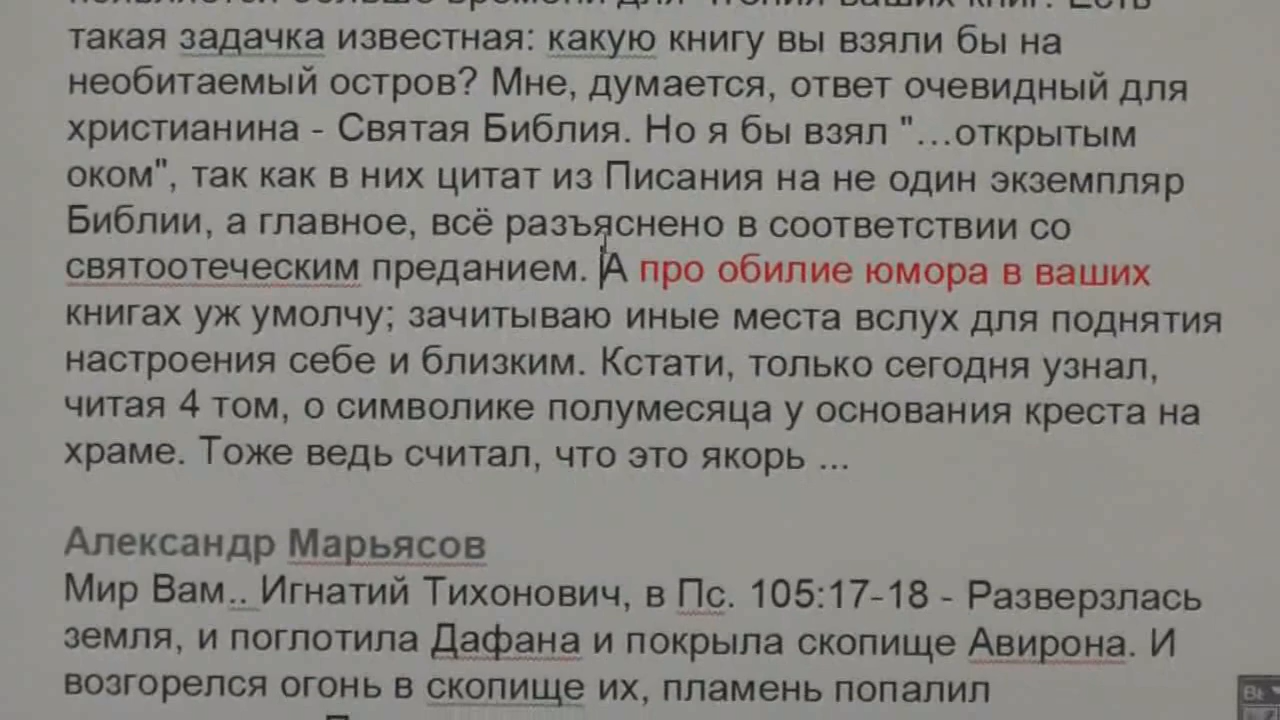 такая задачка известная: какую книгу вы взяли бы на
необитаемый остров? Мне, думается, ответ очевидный для
христианина - Святая Библия. Но я бы взял "...открытым
оком", так как в них цитат из Писания на не один экземпляр
Библии, а главное, всё разъяснено в соответствии со
святоотеческим преданием. А про обилие юмора в ваших
книгах уж умолчу; зачитываю иные места вслух для поднятия
настроения себе и близким. Кстати, только сегодня узнал,
читая 4 том, о символике полумесяца у основания креста на
храме. Тоже ведь считал, что это якорь ...
Александр Марьясов
Мир Вам.. Игнатий Тихонович, в Пс. 105:17-18 - Разверзлась
земля, и поглотила Дафана и покрыла скопище Авирона. И
возгорелся огонь в скопище их, пламень попалил